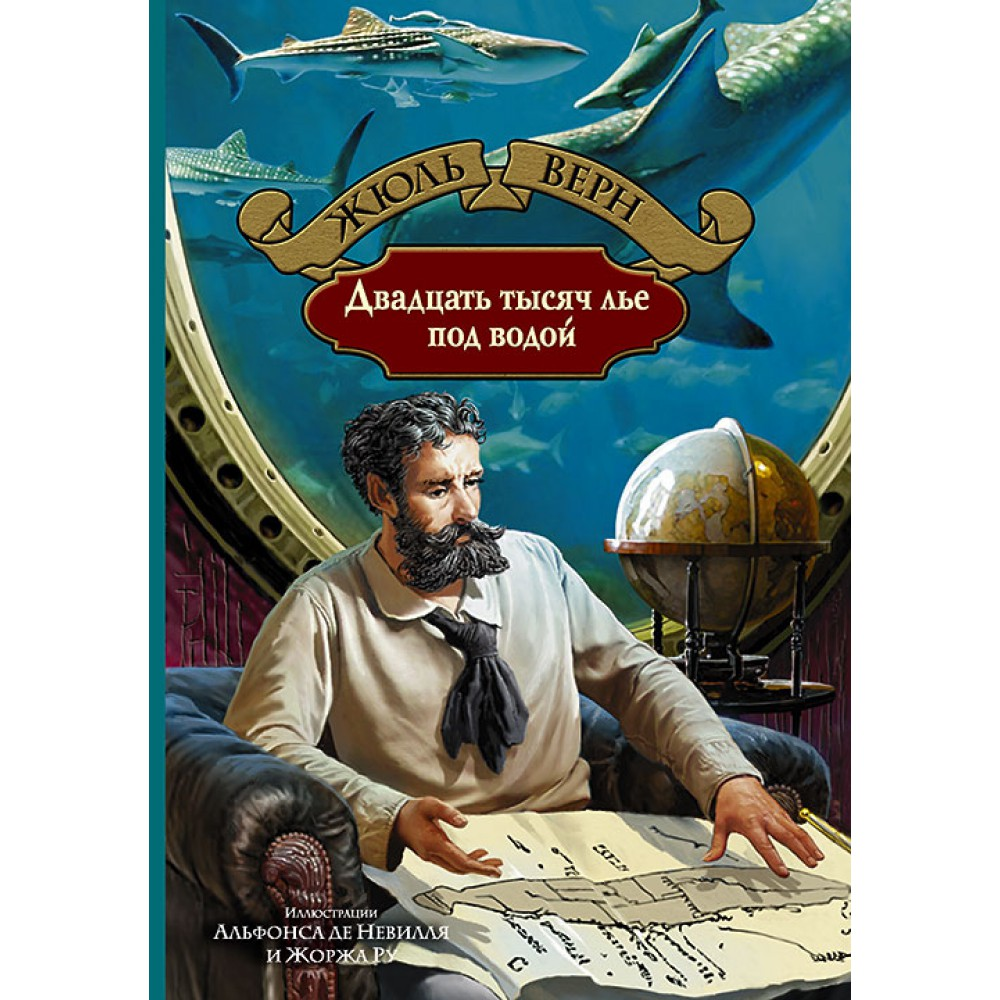 ЖЮЛЬ ВЕРН
Двадцать тысяч лье
под водой
Иллюстрации
Альфонса де Невилля
и Жоржа Ру